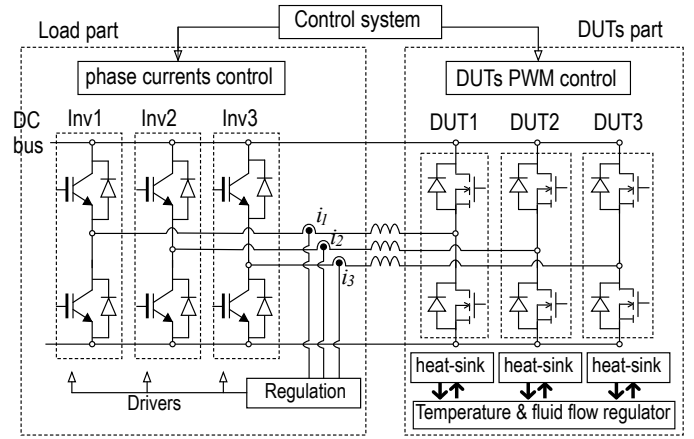 Control system
Load part
DUTs part
phase currents control
DUTs PWM control
DC
bus
Inv1
Inv2
Inv3
DUT1
DUT2
DUT3
i1
i2
i3
Regulation
Drivers
heat-sink
heat-sink
heat-sink
Temperature & fluid flow regulator